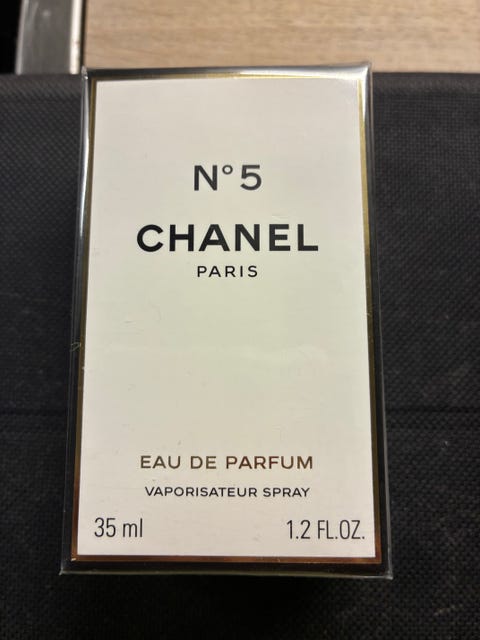 N°5
CHANEL
PARIS
EAU DE PARFUM
VAPORISATEUR SPRAY
35 ml 1.2 FL.OZ.